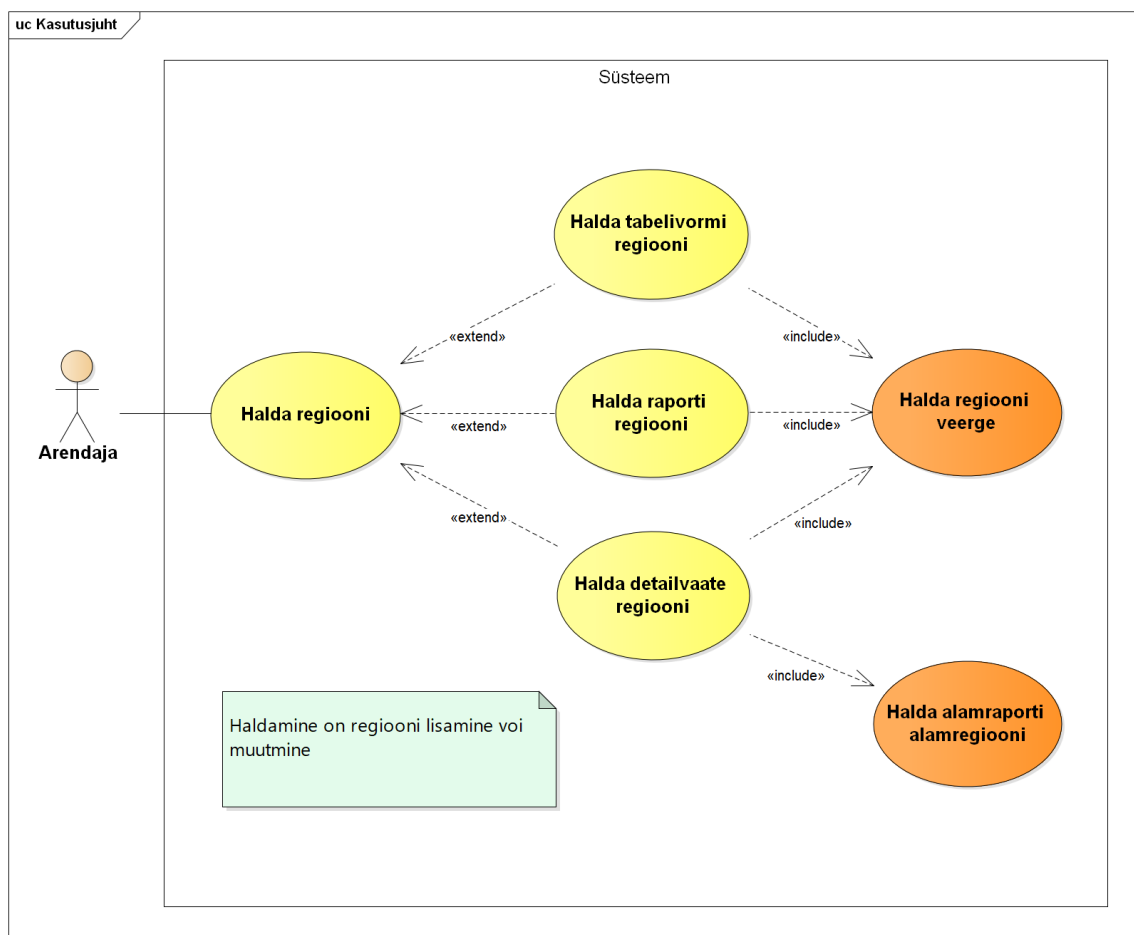 uc Kasutusjuht
Süsteem
Halda tabelivormi
regiooni
«extend»
«include»
Arendaja
Halda regiooni
Halda raporti
regiooni
«extend»
«include»
Halda regiooni
veerge
«extend»
«include»
Halda detailvaate
regiooni
«include»
Halda alamraporti
alamregiooni
Haldamine on regiooni lisamine voi
muutmine